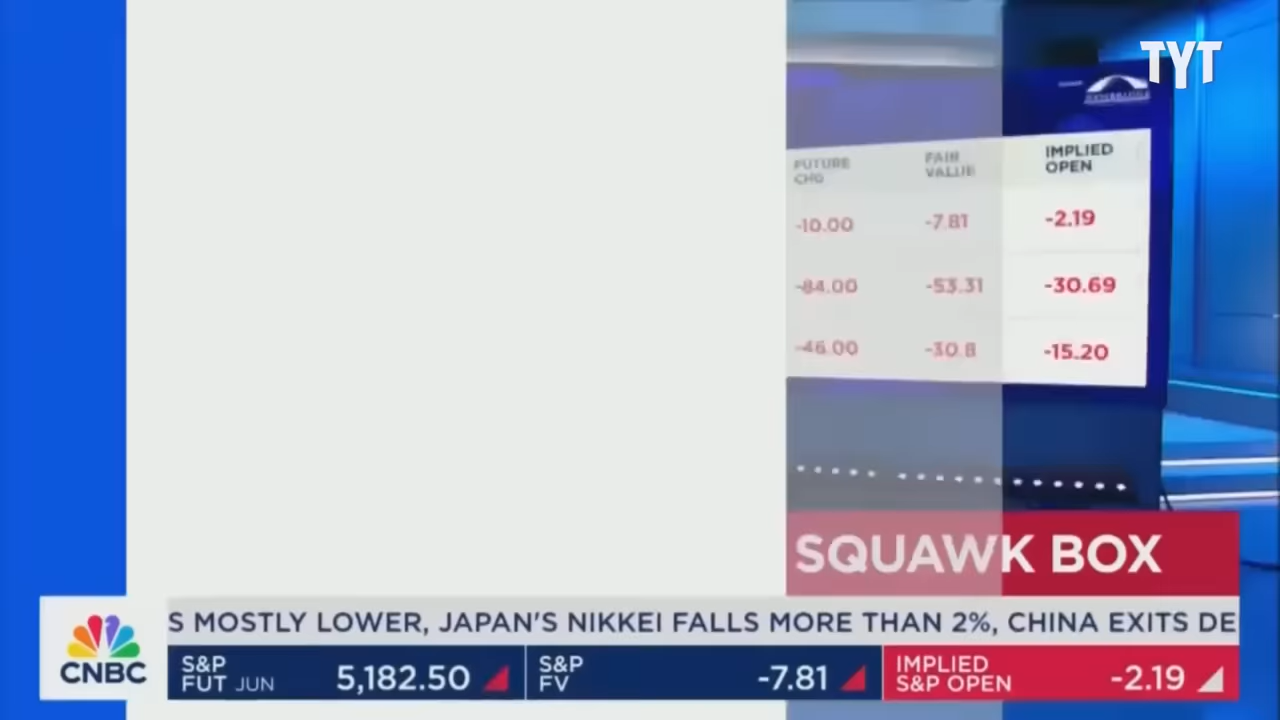 TYT
FUTURE CHG
FAIR VALUE
IMPLIED OPEN
-10.00 -7.81 -2.19
-84.00 -53.31 -30.69
-46.00 -30.8 -15.20
SQUAWK BOX
S MOSTLY LOWER, JAPAN'S NIKKEI FALLS MORE THAN 2%, CHINA EXITS DE
CNBC
S&P FUT JUN 5,182.50
S&P FV -7.81
IMPLIED S&P OPEN -2.19